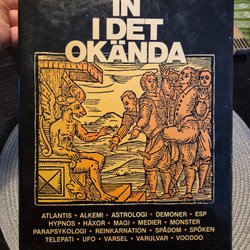 IN
I DET
OKÄNDA
ATLANTIS • ALKEMI • ASTROLOGI • DEMONER • ESP
HYPNOS • HÄXOR • MAGI • MEDIER • MONSTER
PARAPSYKOLOGI • REINKARNATION • SPÅDOM • SPÖKEN
TELEPATI • UFO • VARSEL • VARULVAR • VOODOO